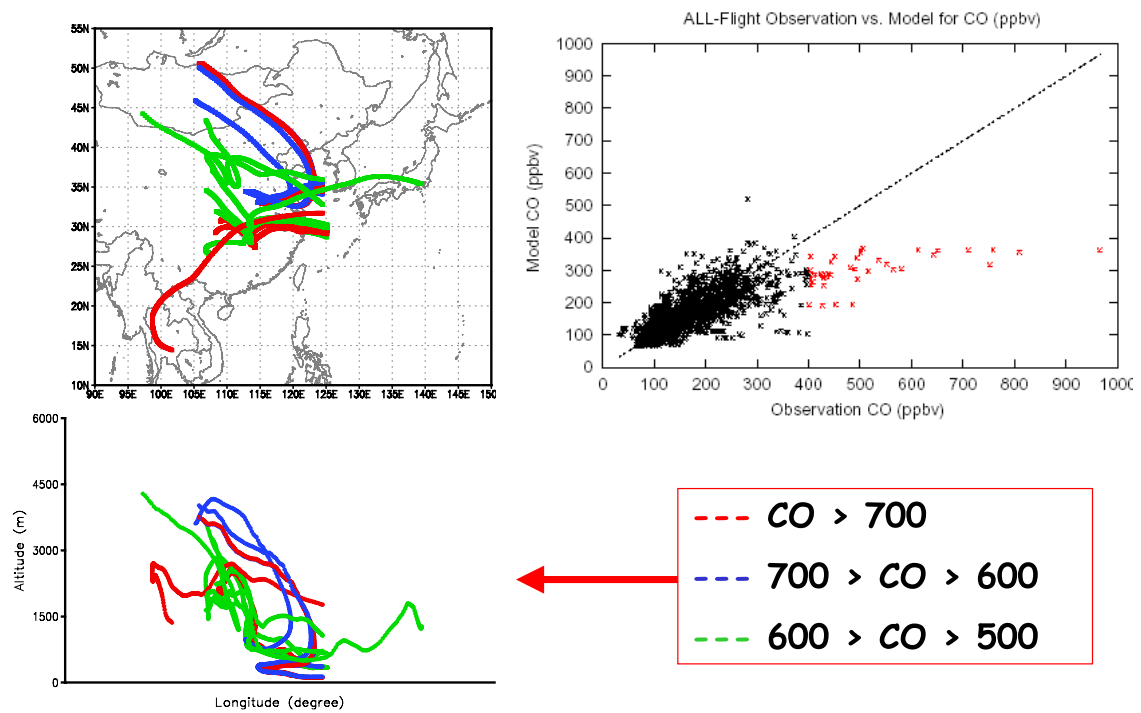 55N
50N
45N
40N
35N
30N
25N
20N
15N
10N
90E 95E 100E 105E 110E 115E 120E 125E 130E 135E 140E 145E 150
ALL-Flight Observation vs. Model for CO (ppbv)
Model CO (ppbv)
1000
900
800
700
600
500
400
300
200
100
0
0 100 200 300 400 500 600 700 800 900 1000
Observation CO (ppbv)
Altitude (m)
6000
4500
3000
1500
0
Longitude (degree)
CO > 700
700 > CO > 600
600 > CO > 500